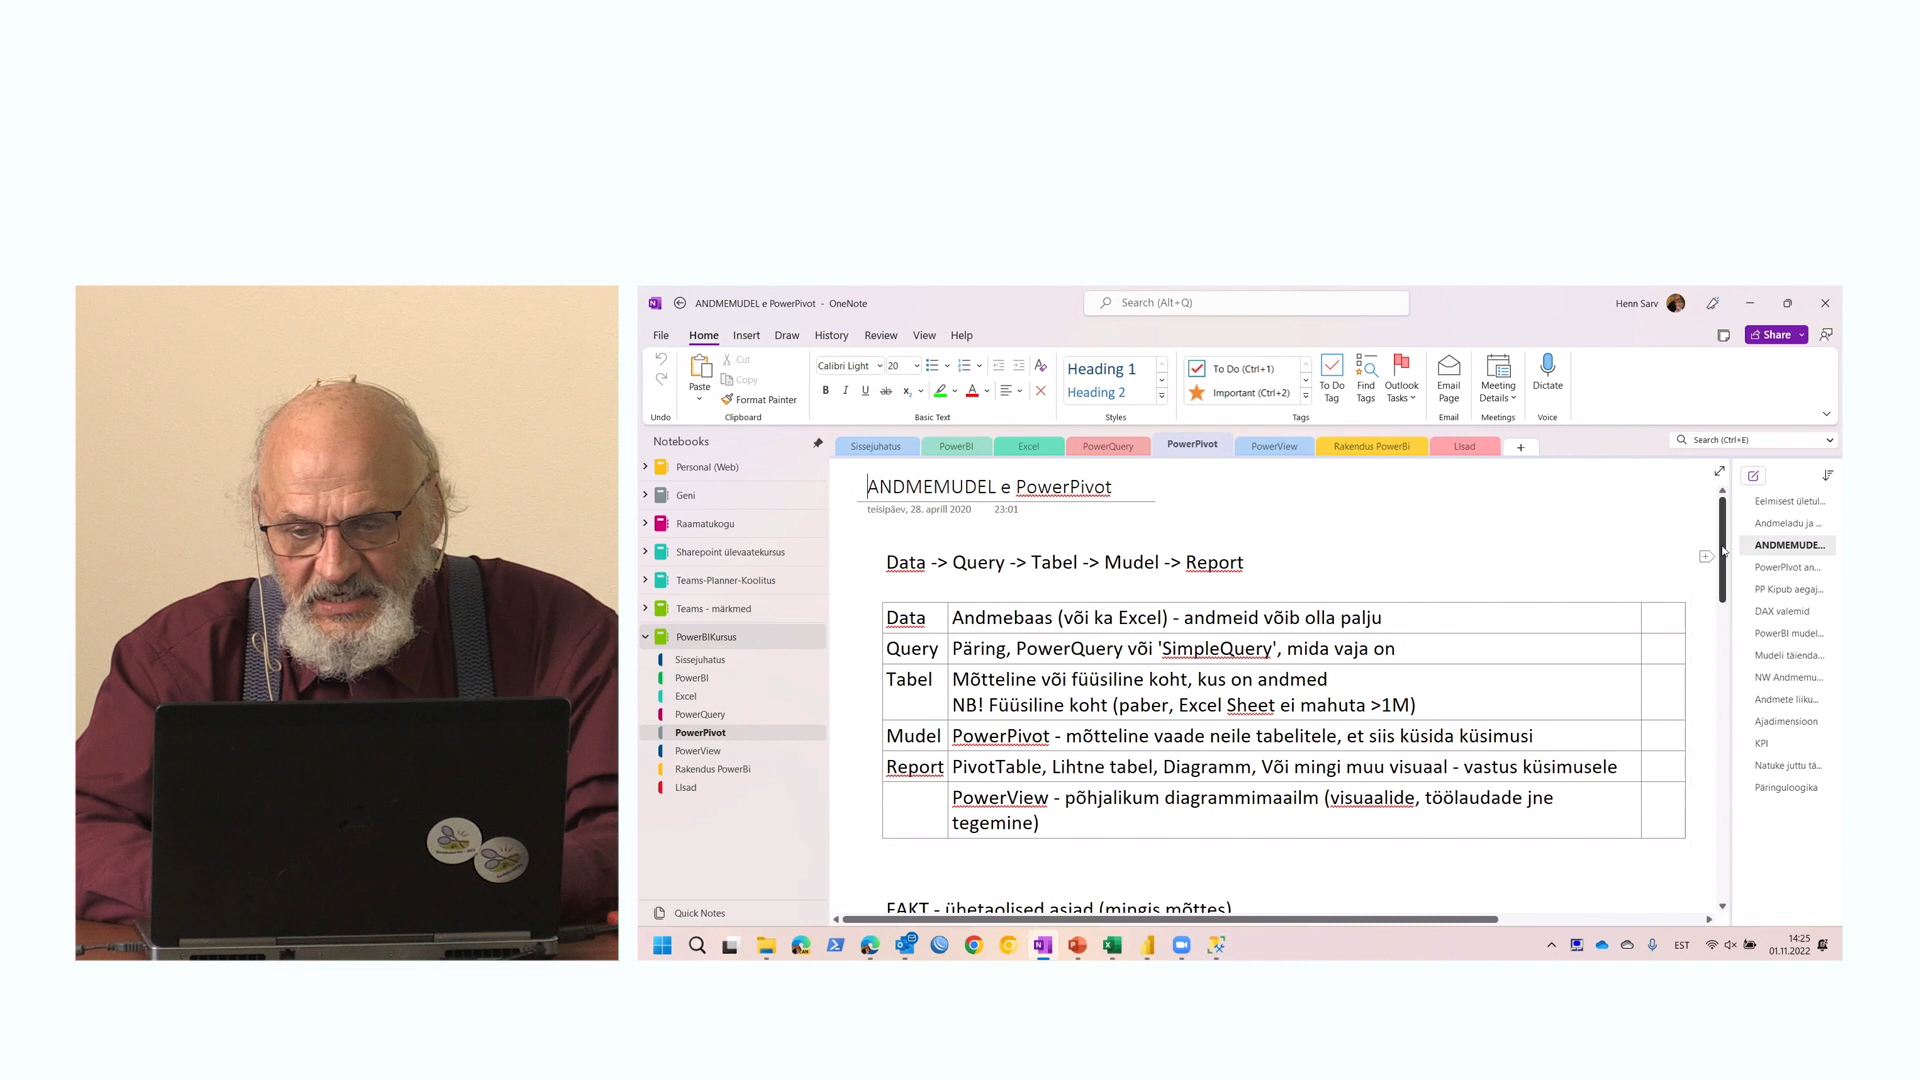 ANDMEMUDEL e PowerPivot - OneNote
Search (Alt+Q)
Henn Sarv
File Home Insert Draw History Review View Help
Share
Undo
Paste
Cut
Copy
Format Painter
Clipboard
Calibri Light 20
B I U ab x₂ A
Basic Text
Heading 1
Heading 2
Styles
To Do (Ctrl+1)
Important (Ctrl+2)
Tags
To Do Tag
Find Tags
Outlook Tasks
Email Page
Email
Meeting Details
Meetings
Dictate
Voice
Notebooks
Sissejuhatus PowerBI Excel PowerQuery PowerPivot PowerView Rakendus PowerBi LIsad +
Search (Ctrl+E)
Personal (Web)
Geni
Raamatukogu
Sharepoint ülevaatekursus
Teams-Planner-Koolitus
Teams - märkmed
PowerBIKursus
Sissejuhatus
PowerBI
Excel
PowerQuery
PowerPivot
PowerView
Rakendus PowerBi
LIsad
Quick Notes
ANDMEMUDEL e PowerPivot
teisipäev, 28. aprill 2020 23:01
Data -> Query -> Tabel -> Mudel -> Report
Data Andmebaas (või ka Excel) - andmeid võib olla palju
Query Päring, PowerQuery või 'SimpleQuery', mida vaja on
Tabel Mõtteline või füüsiline koht, kus on andmed
NB! Füüsiline koht (paber, Excel Sheet ei mahuta >1M)
Mudel PowerPivot - mõtteline vaade neile tabelitele, et siis küsida küsimusi
Report PivotTable, Lihtne tabel, Diagramm, Või mingi muu visuaal - vastus küsimusele
PowerView - põhjalikum diagrammimaailm (visuaalide, töölaudade jne
tegemine)
FAKT - ühetaolised asjad (mingis mõttes)
Eelmisest ületul...
Andmeladu ja ...
ANDMEMUDE...
PowerPIvot an...
PP Kipub aegaj...
DAX valemid
PowerBI mudel...
Mudeli täienda...
NW Andmemu...
Andmete liiku...
Ajadimensioon
KPI
Natuke juttu tä...
Päringuloogika
EST
14:25
01.11.2022